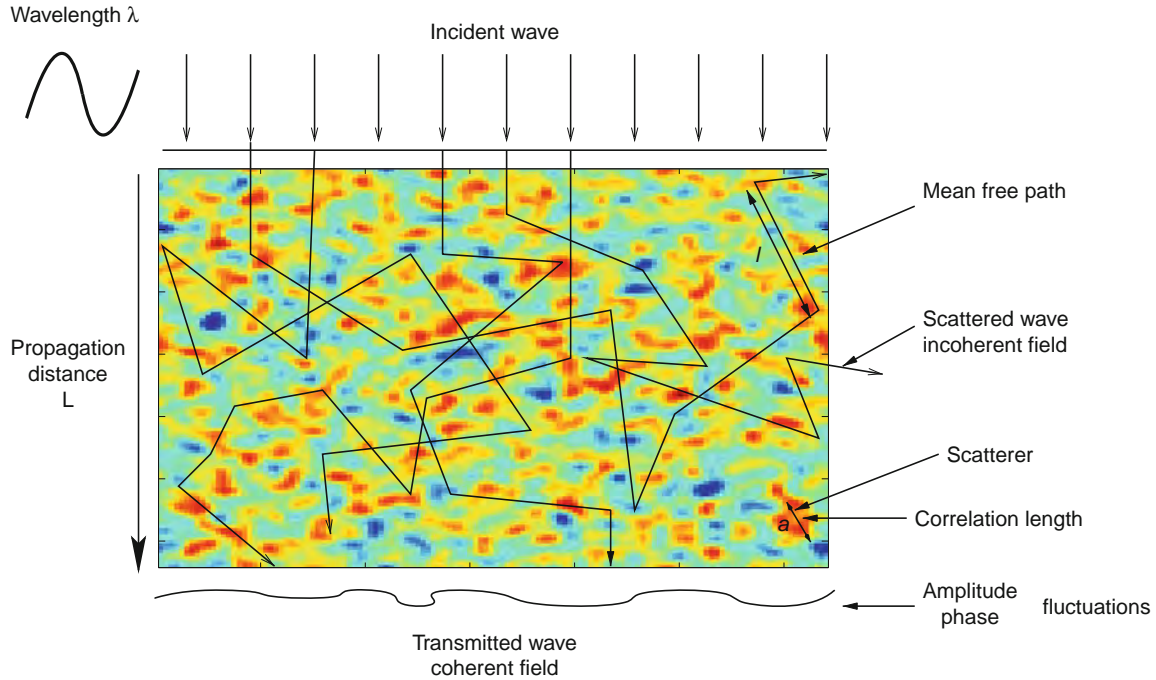 Wavelength λ
Incident wave
Mean free path
l
Scattered wave
incoherent field
Propagation
distance
L
Scatterer
a
Correlation length
Amplitude
phase fluctuations
Transmitted wave
coherent field